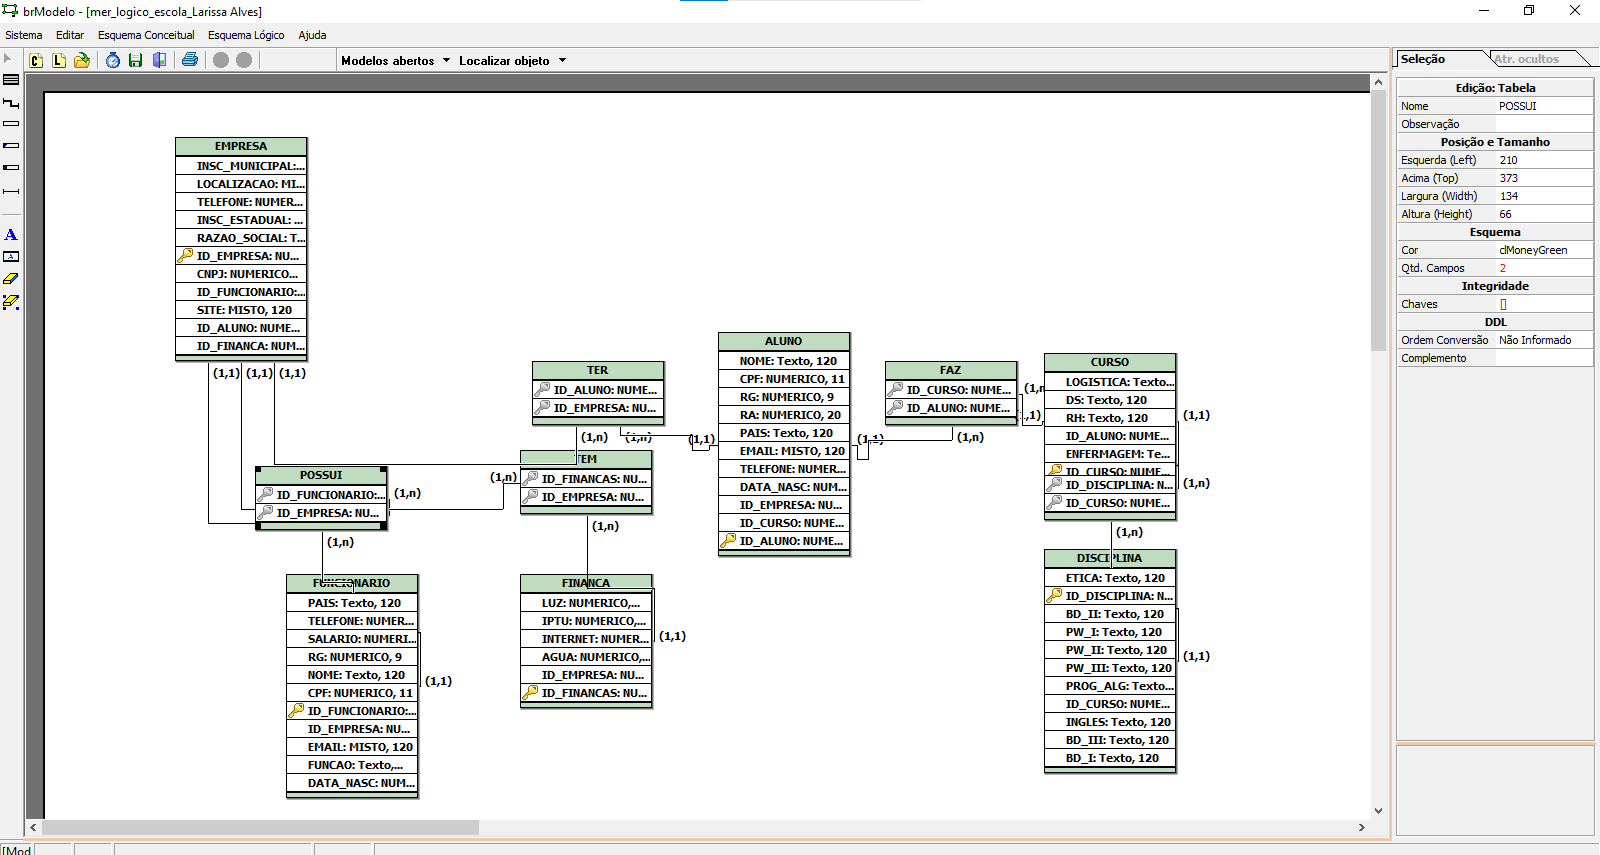 brModelo - [mer_logico_escola_Larissa Alves]
Sistema Editar Esquema Conceitual Esquema Lógico Ajuda
Modelos abertos Localizar objeto
EMPRESA
INSC_MUNICIPAL:...
LOCALIZACAO: MI...
TELEFONE: NUMER...
INSC_ESTADUAL: ...
RAZAO_SOCIAL: T...
ID_EMPRESA: NU...
CNPJ: NUMERICO...
ID_FUNCIONARIO:...
SITE: MISTO, 120
ID_ALUNO: NUME...
ID_FINANCA: NUM...
(1,1) (1,1) (1,1)
TER
ID_ALUNO: NUME...
ID_EMPRESA: NU...
(1,n) (1,n) (1,1)
ALUNO
NOME: Texto, 120
CPF: NUMERICO, 11
RG: NUMERICO, 9
RA: NUMERICO, 20
PAIS: Texto, 120
EMAIL: MISTO, 120
TELEFONE: NUMER...
DATA_NASC: NUM...
ID_EMPRESA: NU...
ID_CURSO: NUME...
ID_ALUNO: NUME...
FAZ
ID_CURSO: NUME...
ID_ALUNO: NUME...
(1,1) (1,n)
CURSO
LOGISTICA: Texto...
DS: Texto, 120
RH: Texto, 120
ID_ALUNO: NUME...
ENFERMAGEM: Te...
ID_CURSO: NUME...
ID_DISCIPLINA: N...
ID_CURSO: NUME...
(1,1)
(1,n)
(1,n)
POSSUI
ID_FUNCIONARIO:...
ID_EMPRESA: NU...
(1,n)
(1,n)
TEM
ID_FINANCAS: NU...
ID_EMPRESA: NU...
(1,n)
(1,n)
FUNCIONARIO
PAIS: Texto, 120
TELEFONE: NUMER...
SALARIO: NUMERI...
RG: NUMERICO, 9
NOME: Texto, 120
CPF: NUMERICO, 11
ID_FUNCIONARIO:...
ID_EMPRESA: NU...
EMAIL: MISTO, 120
FUNCAO: Texto,...
DATA_NASC: NUM...
(1,1)
FINANCA
LUZ: NUMERICO,...
IPTU: NUMERICO,...
INTERNET: NUMER...
AGUA: NUMERICO,...
ID_EMPRESA: NU...
ID_FINANCAS: NU...
(1,1)
DISCIPLINA
ETICA: Texto, 120
ID_DISCIPLINA: N...
BD_II: Texto, 120
PW_I: Texto, 120
PW_II: Texto, 120
PW_III: Texto, 120
PROG_ALG: Texto...
ID_CURSO: NUME...
INGLES: Texto, 120
BD_III: Texto, 120
BD_I: Texto, 120
(1,1)
Seleção Atr. ocultos
Edição: Tabela
Nome POSSUI
Observação
Posição e Tamanho
Esquerda (Left) 210
Acima (Top) 373
Largura (Width) 134
Altura (Height) 66
Esquema
Cor clMoneyGreen
Qtd. Campos 2
Integridade
Chaves []
DDL
Ordem Conversão Não Informado
Complemento
[Mod